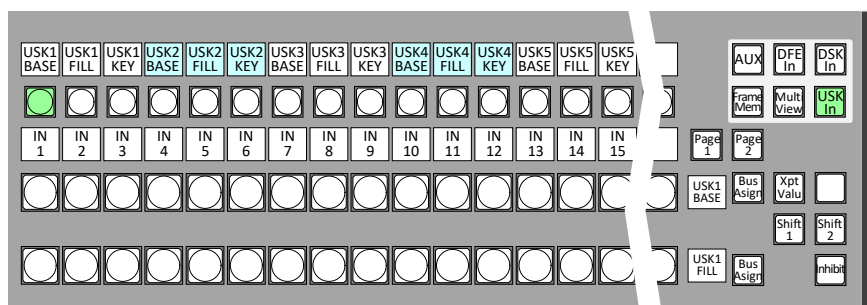 USK1 USK1 USK1 USK2 USK2 USK2 USK3 USK3 USK3 USK4 USK4 USK4 USK5 USK5 USK5
BASE FILL KEY BASE FILL KEY BASE FILL KEY BASE FILL KEY BASE FILL KEY
AUX DFE In DSK In
Frame Mem Multi View USK In
IN IN IN IN IN IN IN IN IN IN IN IN IN IN IN
1 2 3 4 5 6 7 8 9 10 11 12 13 14 15
Page 1 Page 2
USK1 BASE Bus Asign Xpt Valu
Shift 1 Shift 2
USK1 FILL Bus Asign Inhibit